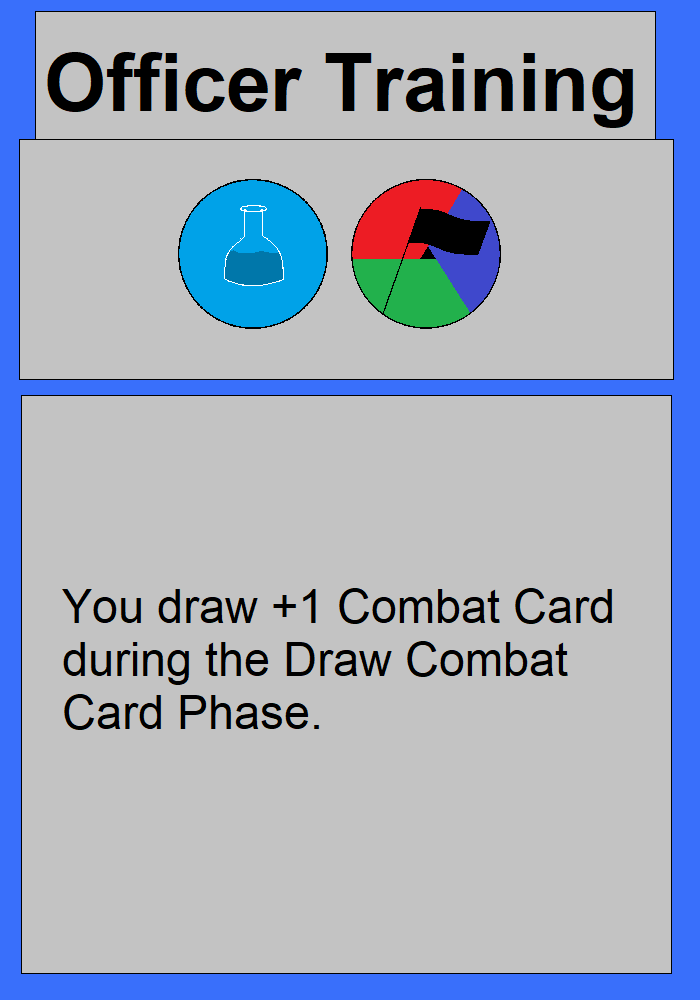 Officer Training
You draw +1 Combat Card
during the Draw Combat
Card Phase.